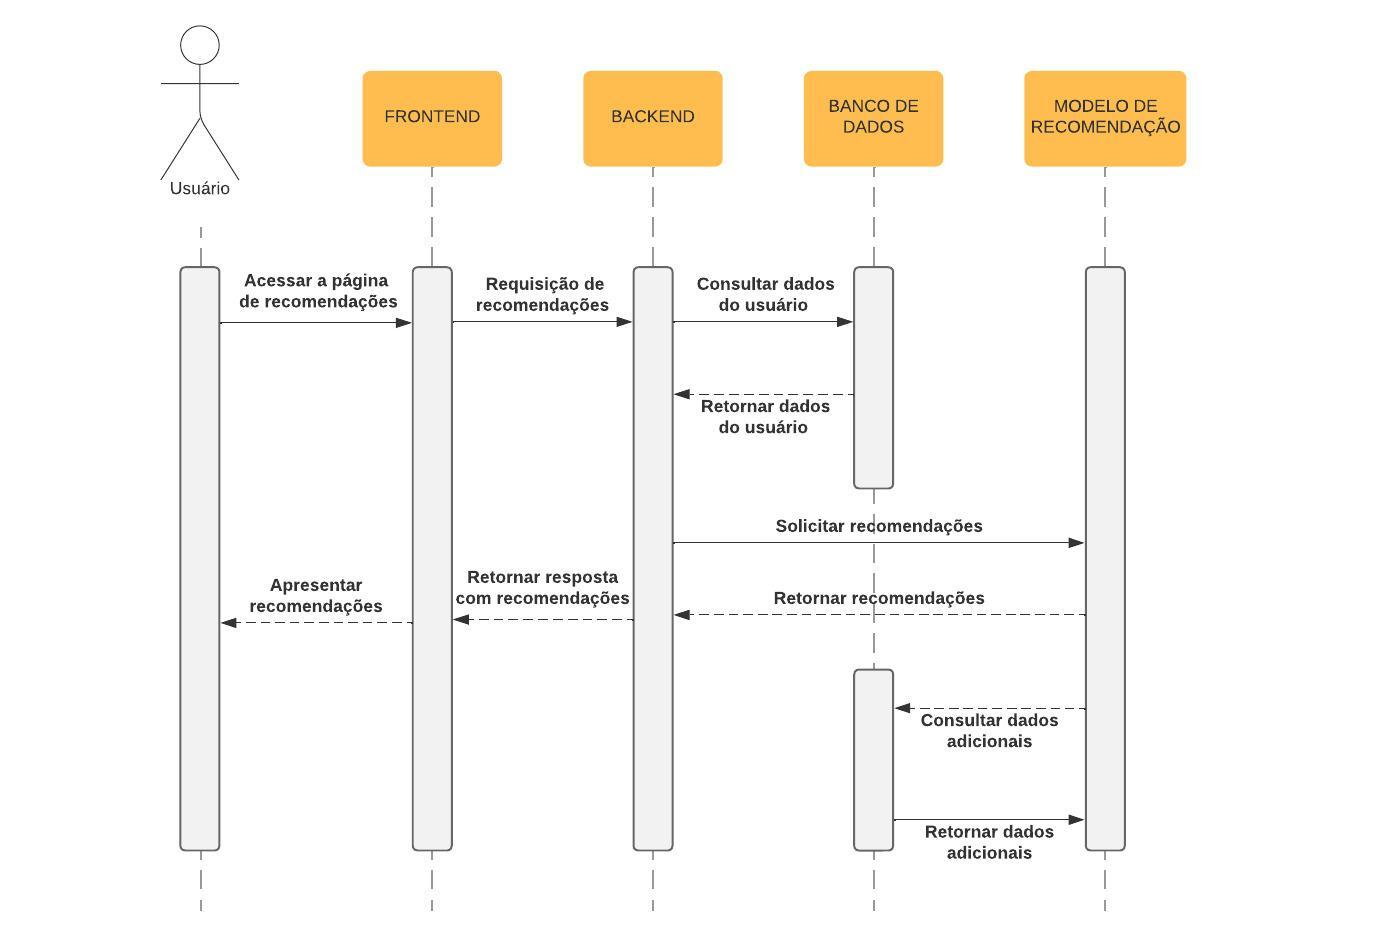 Usuário
FRONTEND
BACKEND
BANCO DE
DADOS
MODELO DE
RECOMENDAÇÃO
Acessar a página
de recomendações
Requisição de
recomendações
Consultar dados
do usuário
Retornar dados
do usuário
Solicitar recomendações
Retornar recomendações
Retornar resposta
com recomendações
Apresentar
recomendações
Consultar dados
adicionais
Retornar dados
adicionais